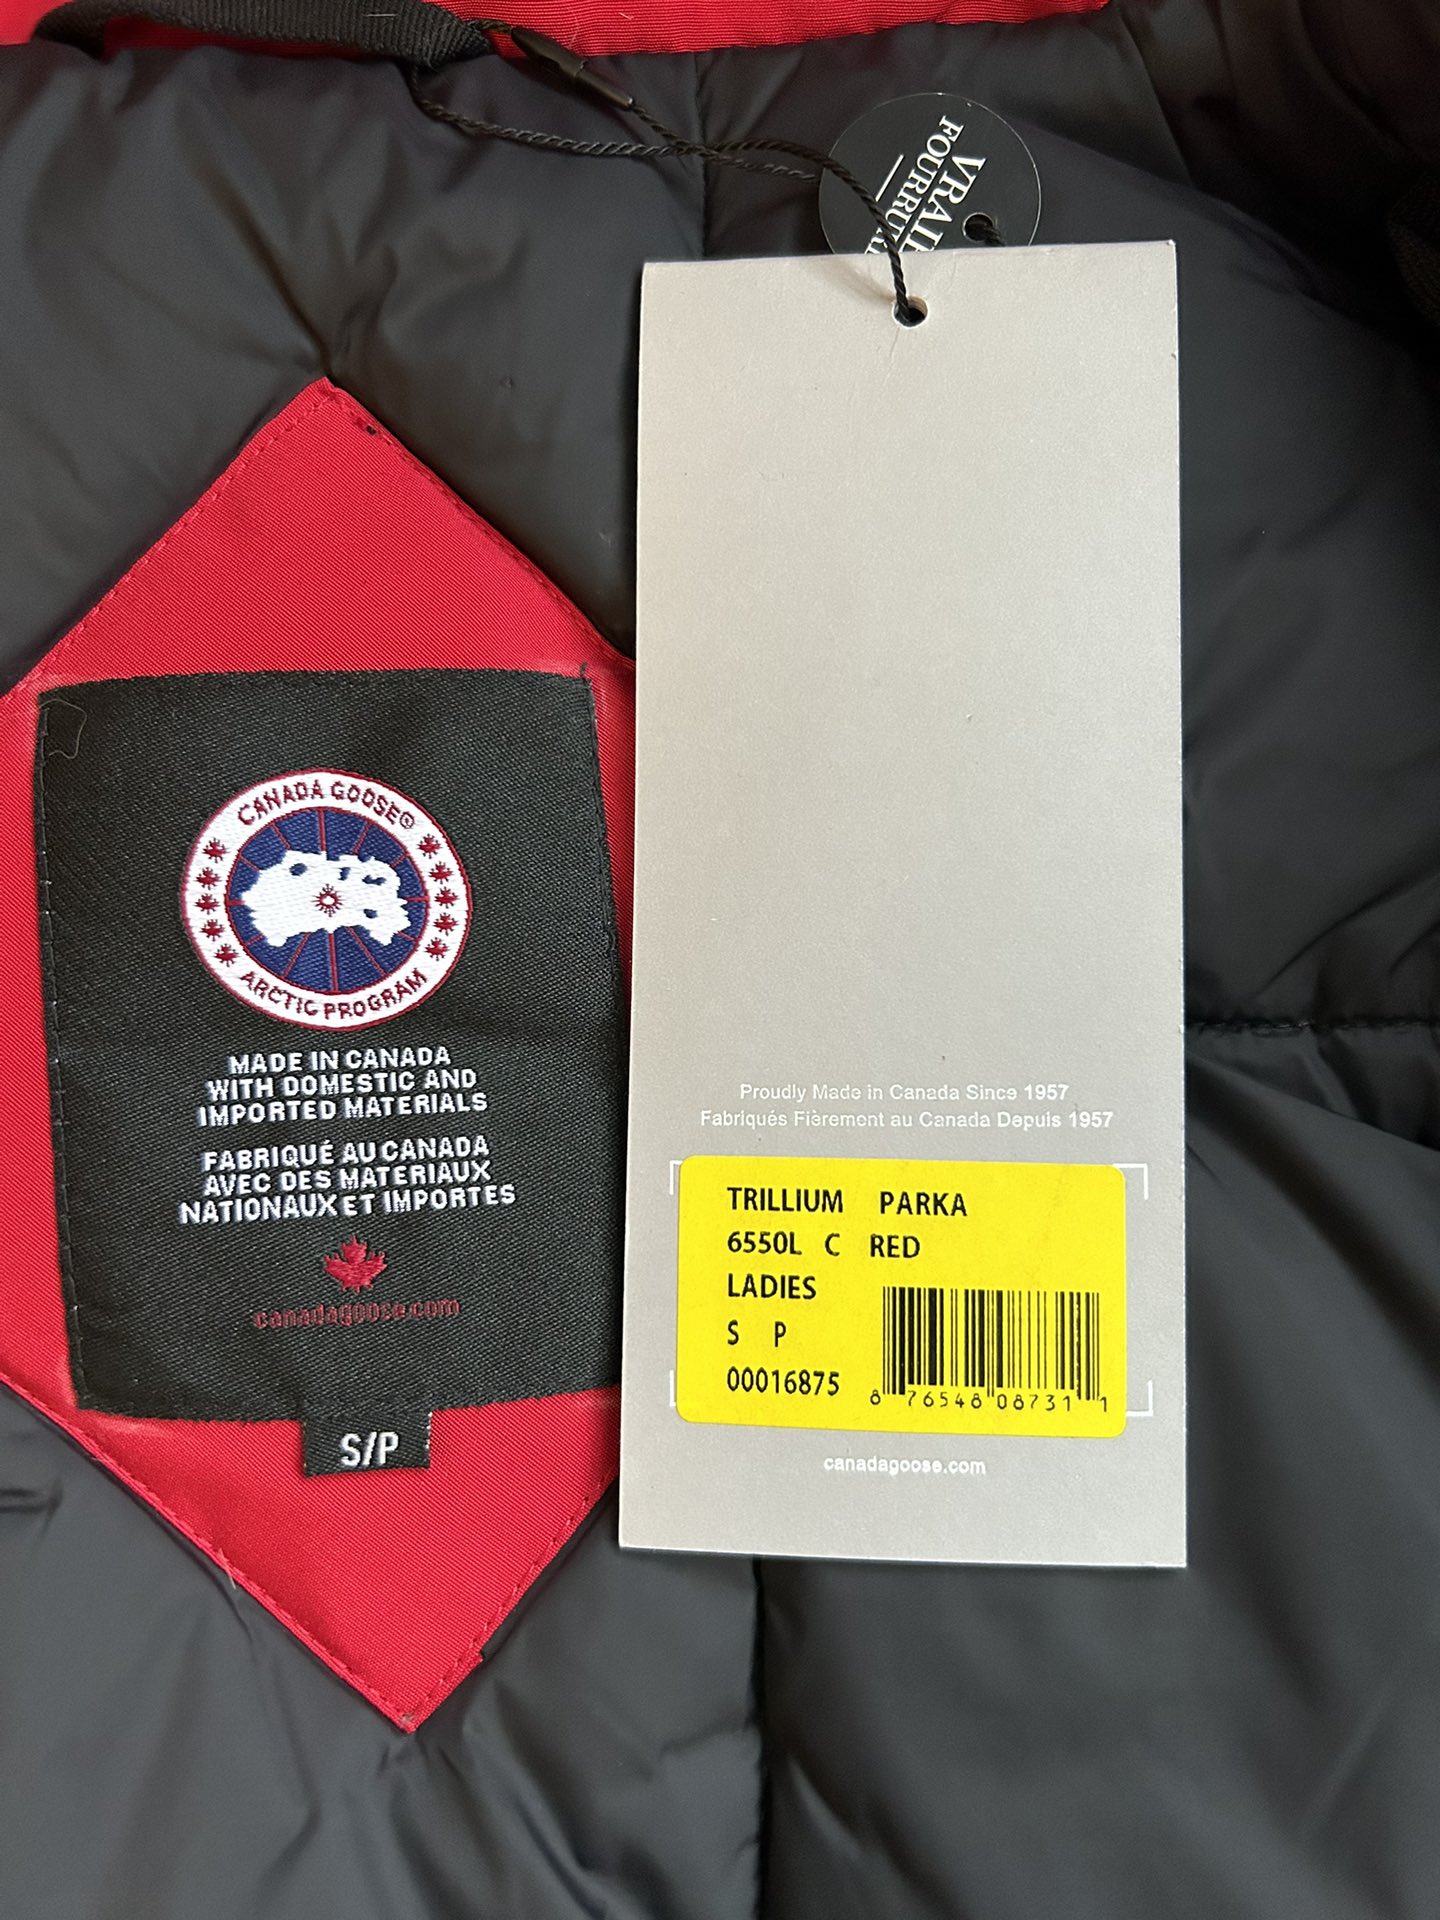 VRAIE
FOURRURE
CANADA GOOSE®
ARCTIC PROGRAM
MADE IN CANADA
WITH DOMESTIC AND
IMPORTED MATERIALS
FABRIQUÉ AU CANADA
AVEC DES MATERIAUX
NATIONAUX ET IMPORTES
canadagoose.com
S/P
Proudly Made in Canada Since 1957
Fabriqués Fièrement au Canada Depuis 1957
TRILLIUM PARKA
6550L C RED
LADIES
S P
00016875
8 76548 08731 1
canadagoose.com